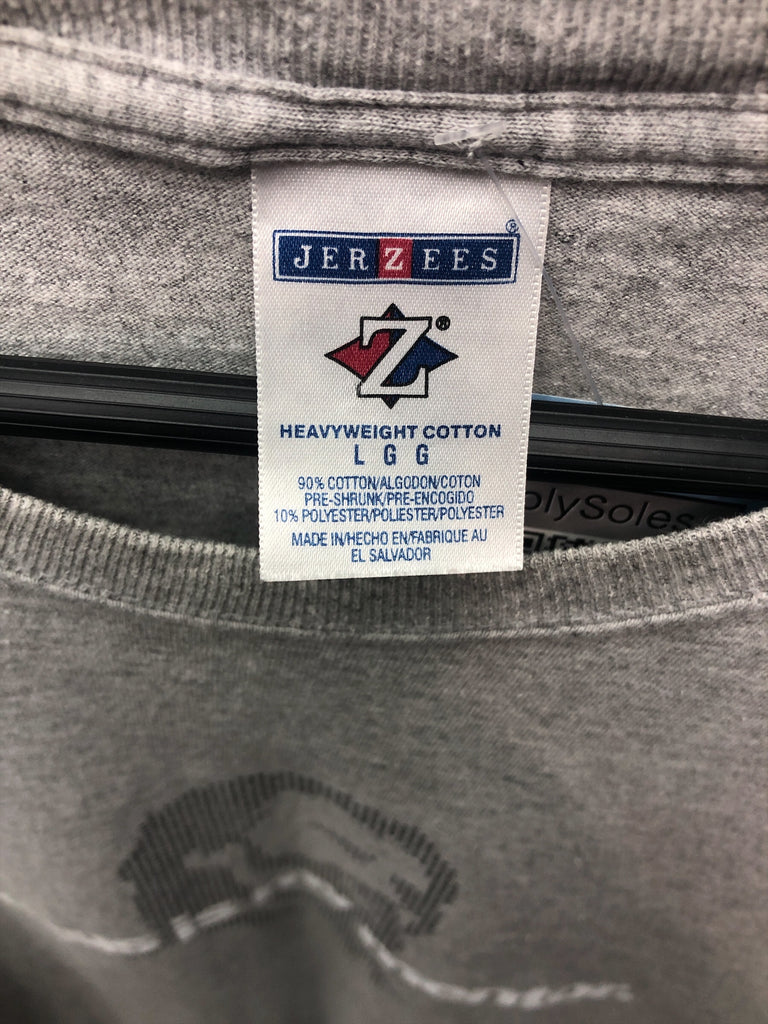 JERZEES®
Z®
HEAVYWEIGHT COTTON
L G G
90% COTTON/ALGODON/COTON
PRE-SHRUNK/PRE-ENCOGIDO
10% POLYESTER/POLIESTER/POLYESTER
MADE IN/HECHO EN/FABRIQUE AU
EL SALVADOR
olySoles